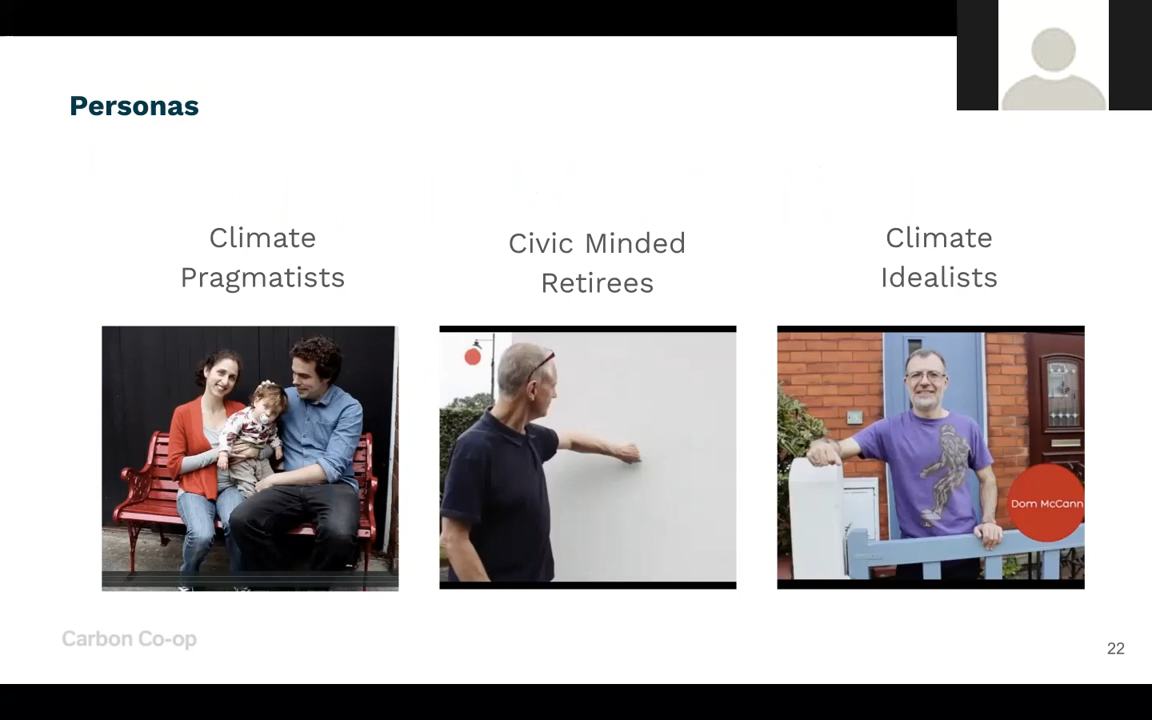 Personas
Climate
Pragmatists
Civic Minded
Retirees
Climate
Idealists
Dom McCann
Carbon Co-op
22